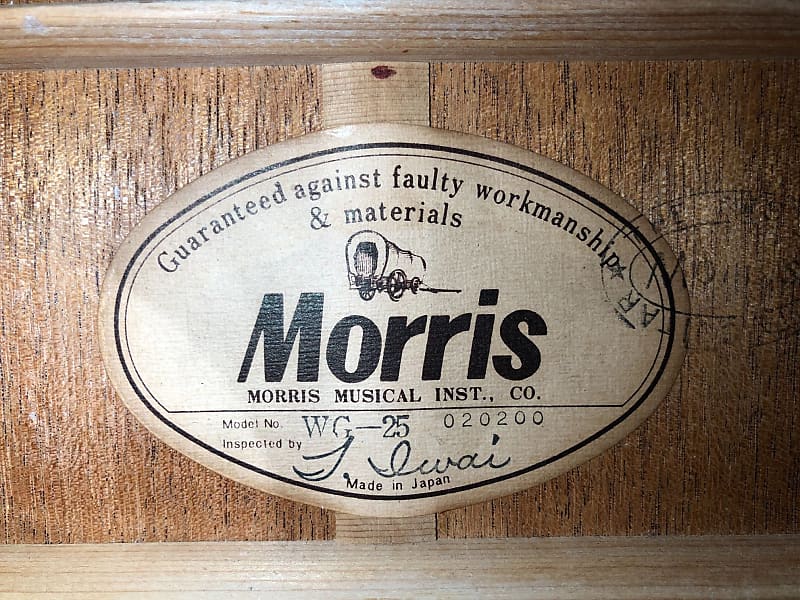 Guaranteed against faulty workmanship
& materials
Morris
MORRIS MUSICAL INST., CO.
Model No. WG-25 020200
Inspected by T. Iwai
Made in Japan